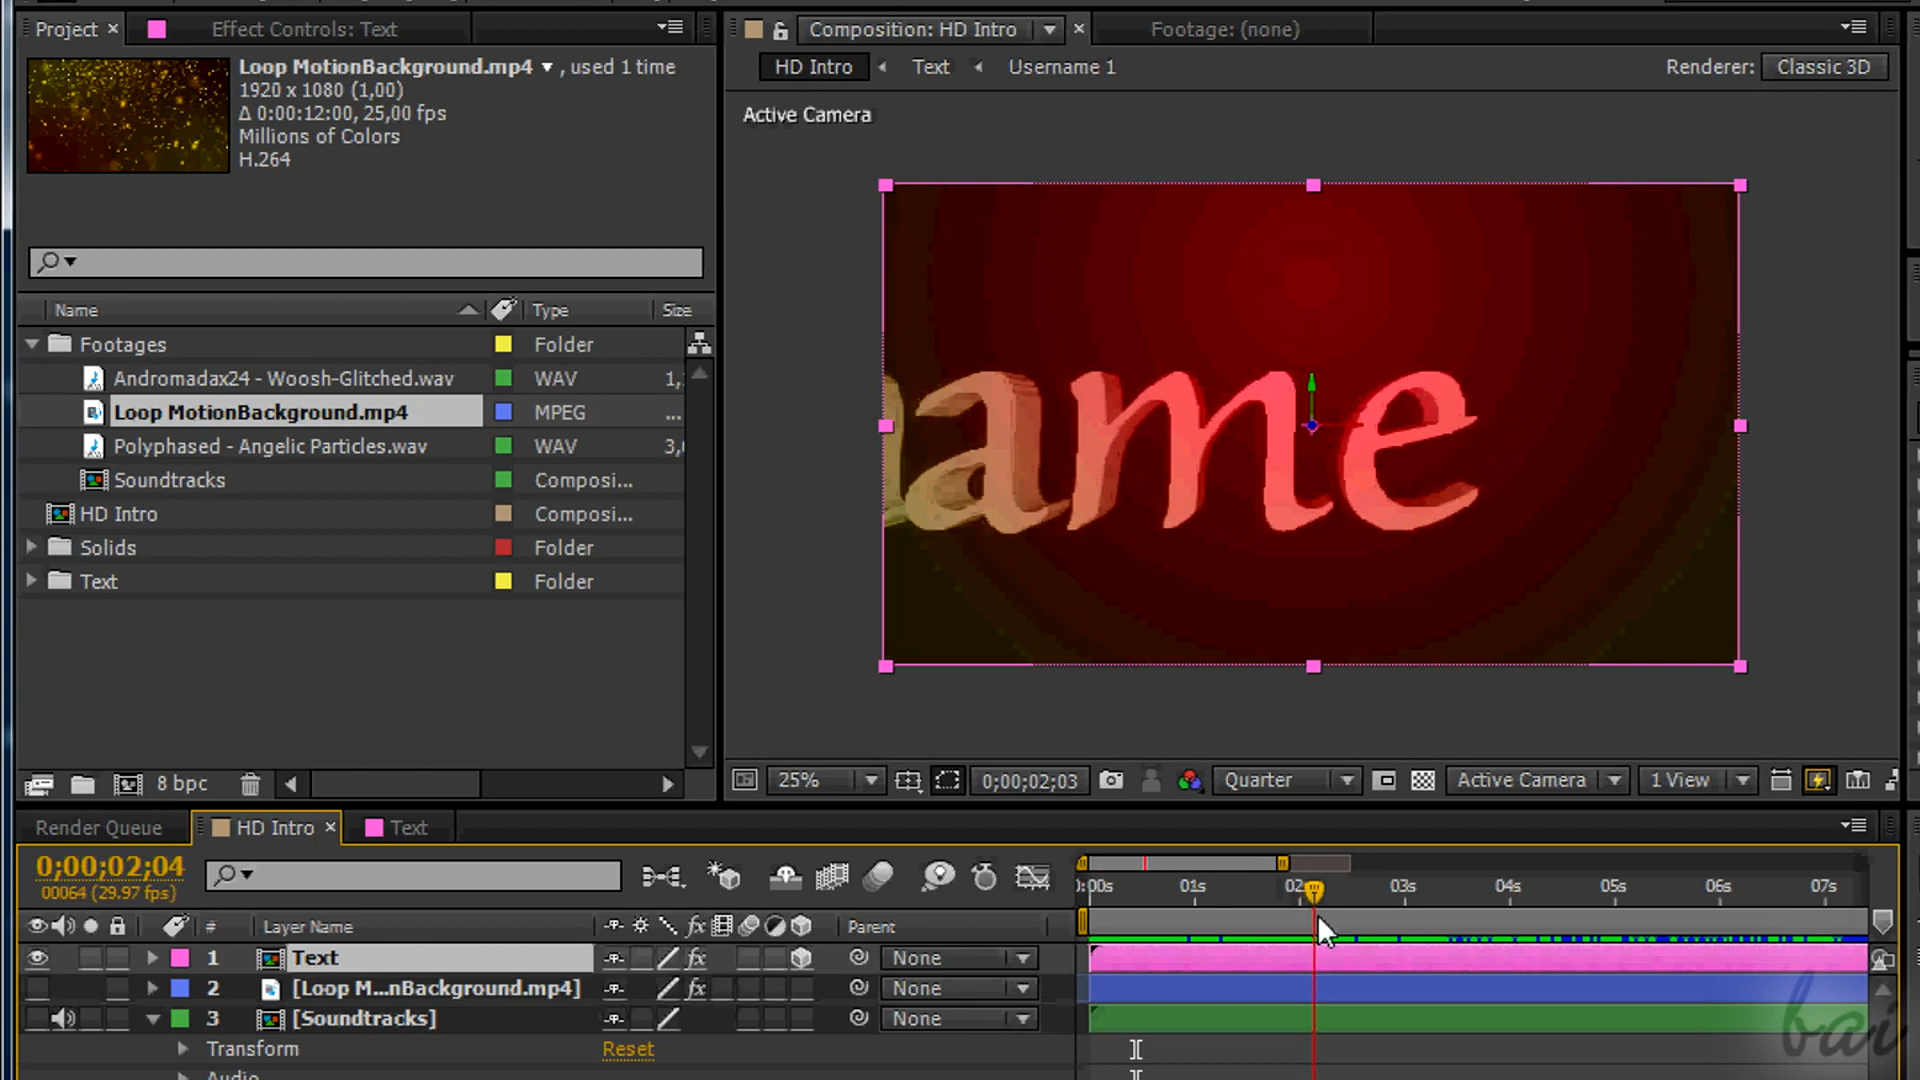 Project × Effect Controls: Text
Composition: HD Intro × Footage: (none)
Loop MotionBackground.mp4 ▼ , used 1 time
1920 x 1080 (1,00)
Δ 0:00:12:00, 25,00 fps
Millions of Colors
H.264
HD Intro Text Username 1
Renderer: Classic 3D
Active Camera
ame
Name Type Size
Footages Folder
Andromadax24 - Woosh-Glitched.wav WAV
Loop MotionBackground.mp4 MPEG ...
Polyphased - Angelic Particles.wav WAV
Soundtracks Composi...
HD Intro Composi...
Solids Folder
Text Folder
8 bpc
25% 0;00;02;03 Quarter Active Camera 1 View
Render Queue HD Intro × Text
0;00;02;04
00064 (29.97 fps)
0:00s 01s 02s 03s 04s 05s 06s 07s
# Layer Name fx Parent
1 Text fx None
2 [Loop M...nBackground.mp4] fx None
3 [Soundtracks] None
Transform Reset
Audio
bai